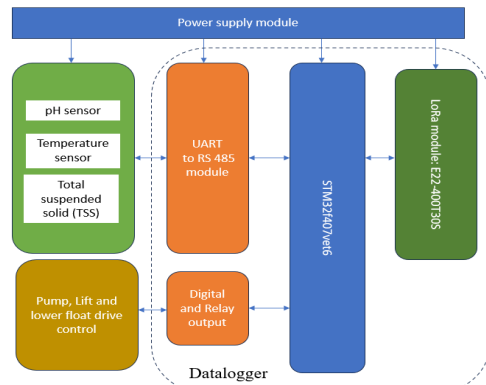 Power supply module
pH sensor
Temperature
sensor
Total
suspended
solid (TSS)
UART
to RS 485
module
STM32f407vet6
LoRa module: E22-400T30S
Pump, Lift and
lower float drive
control
Digital
and Relay
output
Datalogger